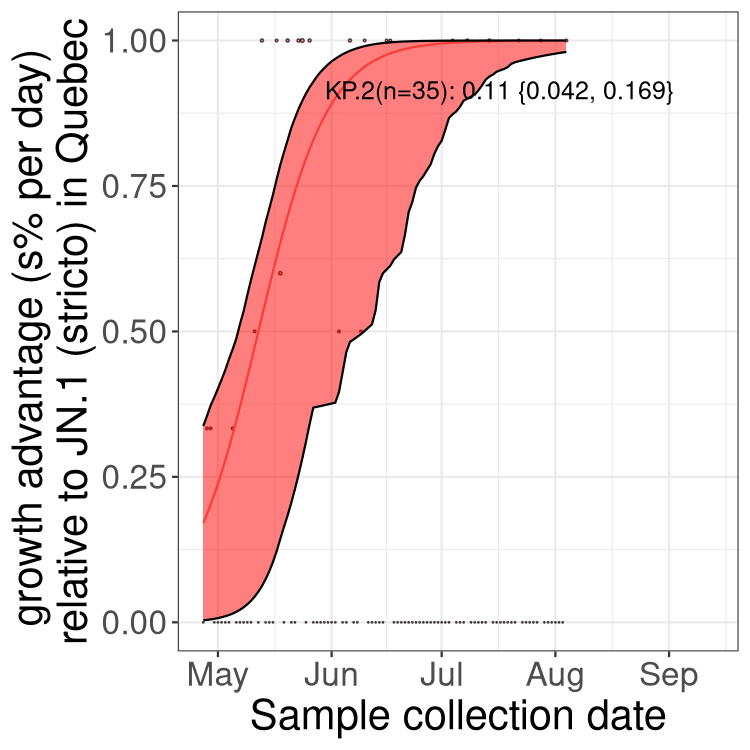 growth advantage (s% per day)
relative to JN.1 (stricto) in Quebec
1.00
0.75
0.50
0.25
0.00
KP.2(n=35): 0.11 {0.042, 0.169}
May Jun Jul Aug Sep
Sample collection date